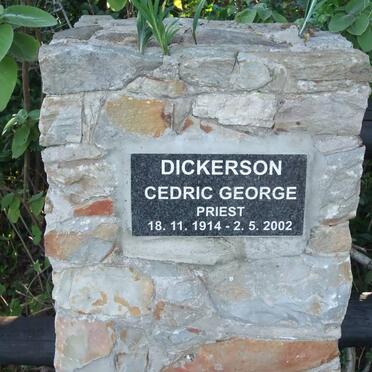 DICKERSON
CEDRIC GEORGE
PRIEST
18. 11. 1914 - 2. 5. 2002